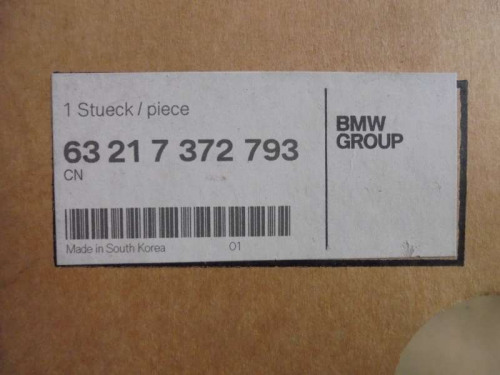 1 Stueck / piece
63 21 7 372 793
CN
Made in South Korea 01
BMW
GROUP